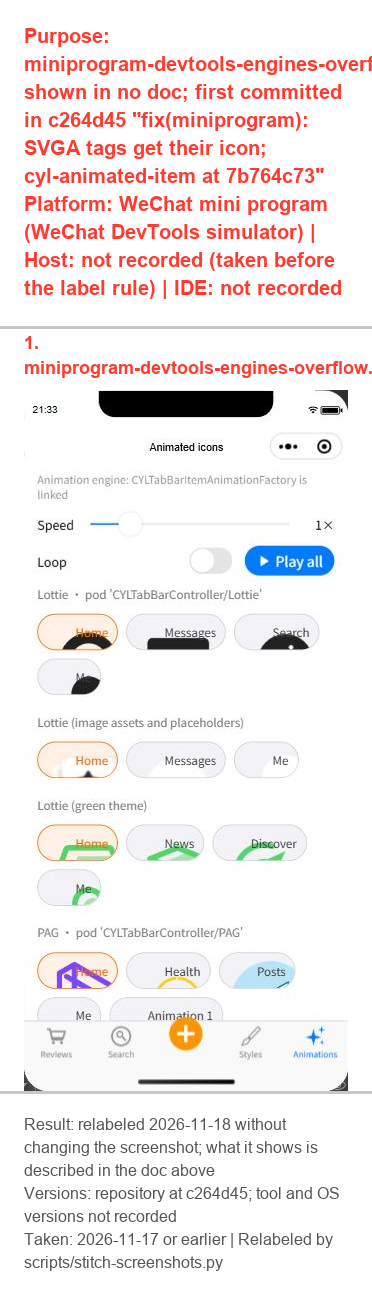 Purpose:
miniprogram-devtools-engines-overf
shown in no doc; first committed
in c264d45 "fix(miniprogram):
SVGA tags get their icon;
cyl-animated-item at 7b764c73"
Platform: WeChat mini program
(WeChat DevTools simulator) |
Host: not recorded (taken before
the label rule) | IDE: not recorded
1.
miniprogram-devtools-engines-overflow.
21:33
Animated icons
Animation engine: CYLTabBarItemAnimationFactory is
linked
Speed 1×
Loop Play all
Lottie • pod 'CYLTabBarController/Lottie'
Home Messages Search
Me
Lottie (image assets and placeholders)
Home Messages Me
Lottie (green theme)
Home News Discover
Me
PAG • pod 'CYLTabBarController/PAG'
Home Health Posts
Me Animation 1
Reviews Search Styles Animations
Result: relabeled 2026-11-18 without
changing the screenshot; what it shows is
described in the doc above
Versions: repository at c264d45; tool and OS
versions not recorded
Taken: 2026-11-17 or earlier | Relabeled by
scripts/stitch-screenshots.py